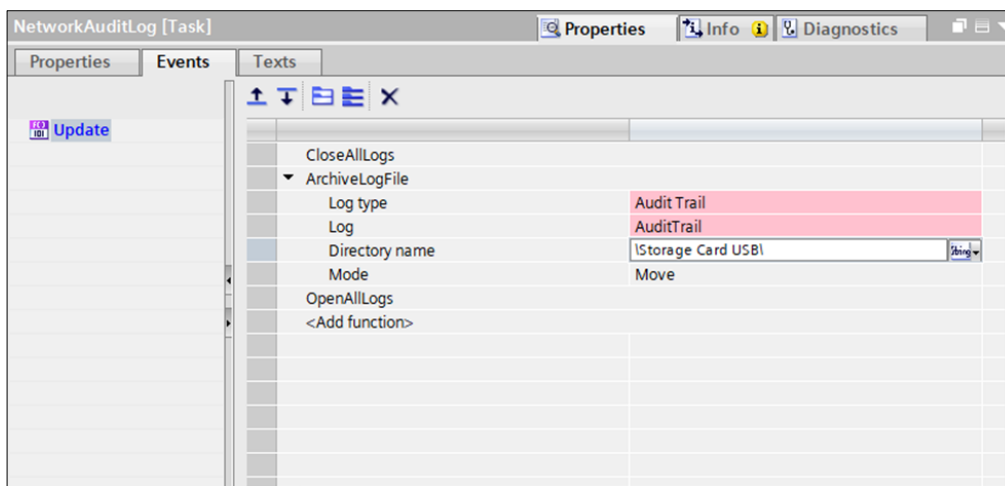 NetworkAuditLog [Task]
Properties Info Diagnostics
Properties Events Texts
Update
CloseAllLogs
ArchiveLogFile
Log type Audit Trail
Log AuditTrail
Directory name \Storage Card USB\
Mode Move
OpenAllLogs
<Add function>